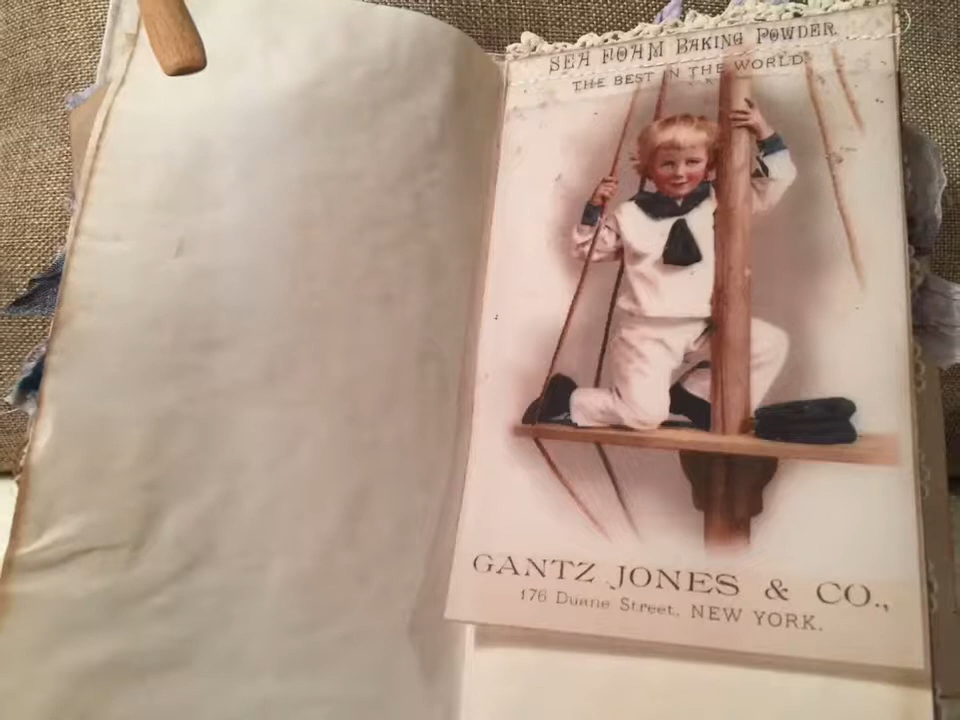 SEA FOAM BAKING POWDER.
THE BEST IN THE WORLD.
GANTZ JONES & CO.,
176 Duane Street, NEW YORK.